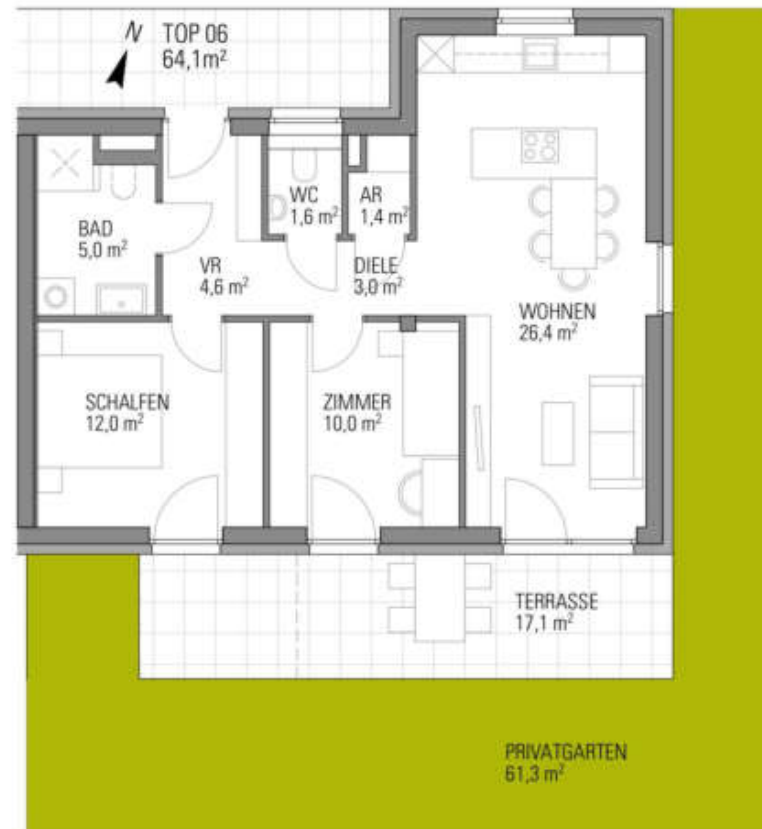 N
TOP 06
64,1m²
WC
1,6 m²
AR
1,4 m²
BAD
5,0 m²
VR
4,6 m²
DIELE
3,0 m²
WOHNEN
26,4 m²
SCHALFEN
12,0 m²
ZIMMER
10,0 m²
TERRASSE
17,1 m²
PRIVATGARTEN
61,3 m²